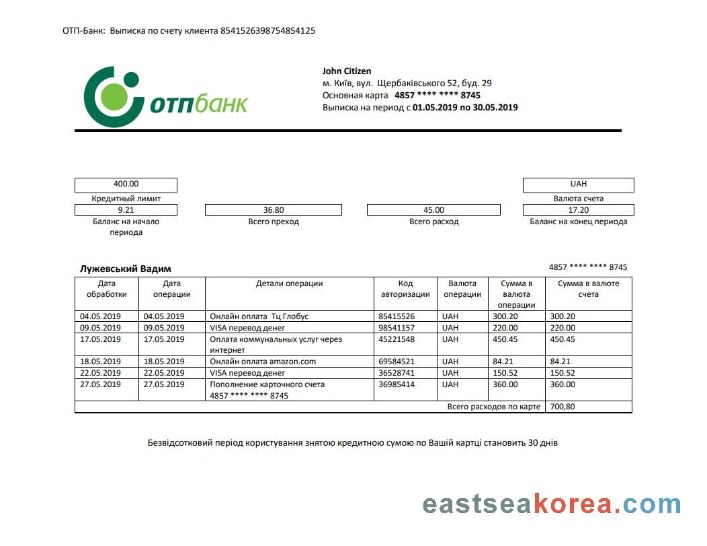 ОТП-Банк: Выписка по счету клиента 8541526398754854125
John Citizen
м. Київ, вул. Щербаківського 52, буд. 29
Основная карта 4857 **** **** 8745
Выписка на период с 01.05.2019 по 30.05.2019
отпбанк
400.00 UAH
Кредитный лимит Валюта счета
9.21 36.80 45.00 17.20
Баланс на начало периода Всего преход Всего расход Баланс на конец периода
Лужевський Вадим 4857 **** **** 8745
Дата обработки Дата операции Детали операции Код авторизации Валюта операции Сумма в валюта операции Сумма в валюте счета
04.05.2019 04.05.2019 Онлайн оплата Тц Глобус 85415526 UAH 300.20 300.20
09.05.2019 09.05.2019 VISA перевод денег 98541157 UAH 220.00 220.00
17.05.2019 17.05.2019 Оплата коммунальных услуг через интернет 45221548 UAH 450.45 450.45
18.05.2019 18.05.2019 Онлайн оплата amazon.com 69584521 UAH 84.21 84.21
22.05.2019 22.05.2019 VISA перевод денег 36528741 UAH 150.52 150.52
27.05.2019 27.05.2019 Пополнение карточного счета 4857 **** **** 8745 36985414 UAH 360.00 360.00
Всего расходов по карте 700,80
Безвідсотковий період користування знятою кредитною сумою по Вашій картці становить 30 днів
eastseakorea.com